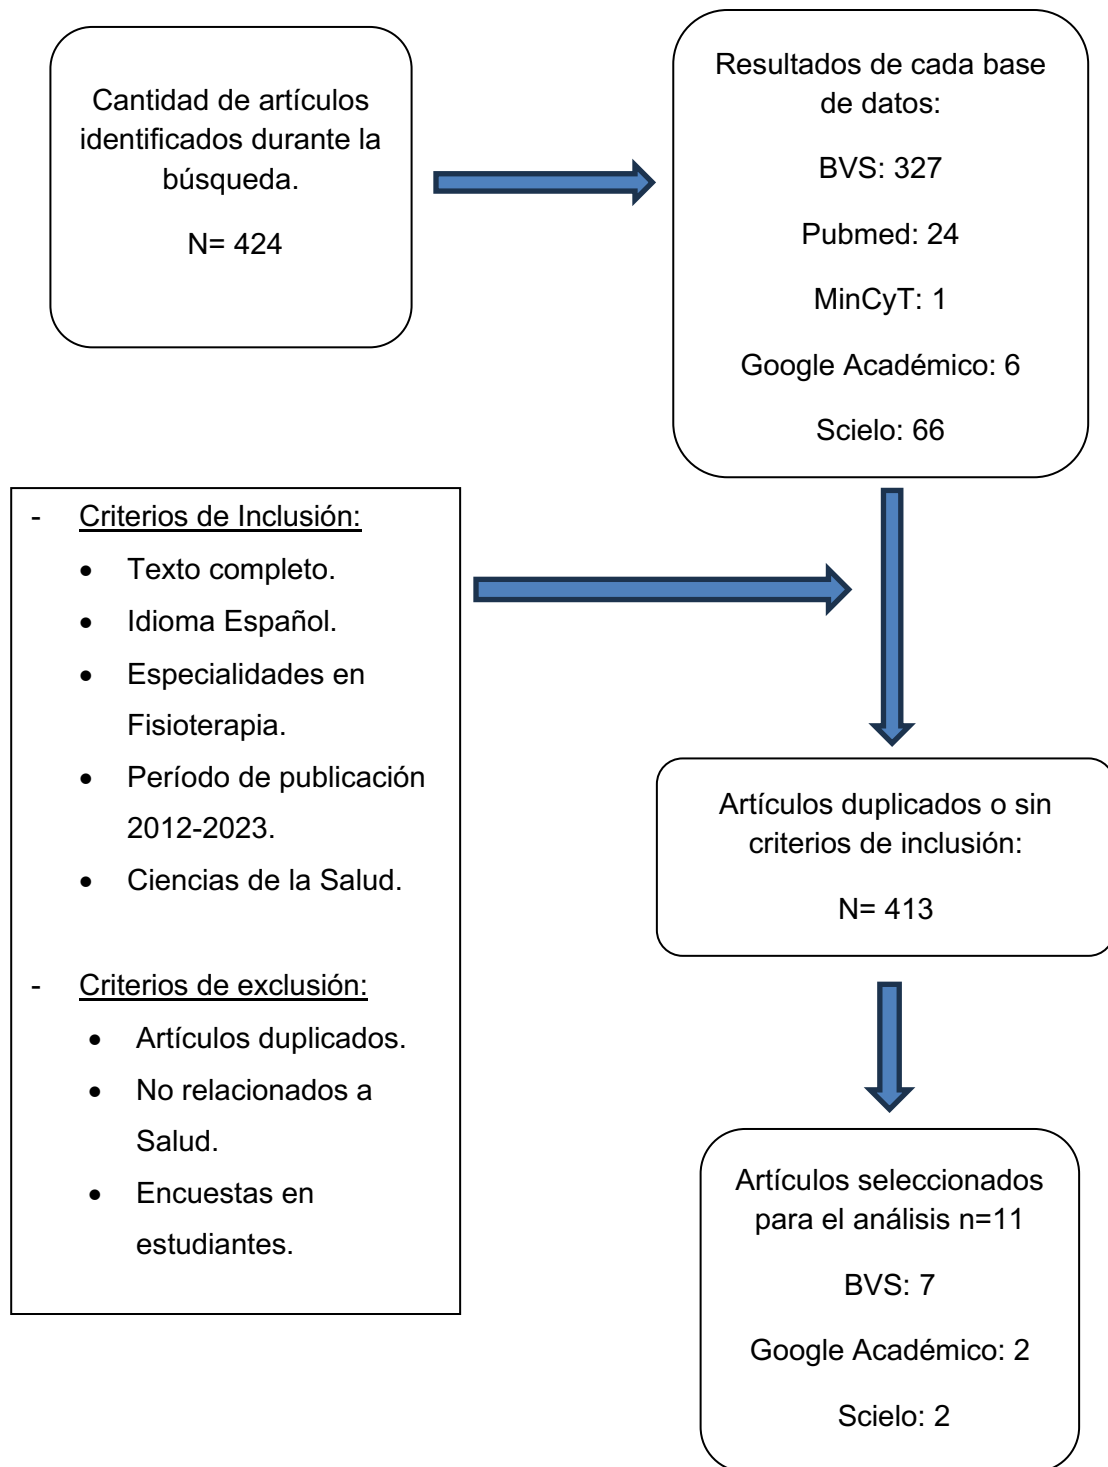 Cantidad de artículos
identificados durante la
búsqueda.
N= 424
Resultados de cada base
de datos:
BVS: 327
Pubmed: 24
MinCyT: 1
Google Académico: 6
Scielo: 66
- Criterios de Inclusión:
• Texto completo.
• Idioma Español.
• Especialidades en
Fisioterapia.
• Período de publicación
2012-2023.
• Ciencias de la Salud.
- Criterios de exclusión:
• Artículos duplicados.
• No relacionados a
Salud.
• Encuestas en
estudiantes.
Artículos duplicados o sin
criterios de inclusión:
N= 413
Artículos seleccionados
para el análisis n=11
BVS: 7
Google Académico: 2
Scielo: 2